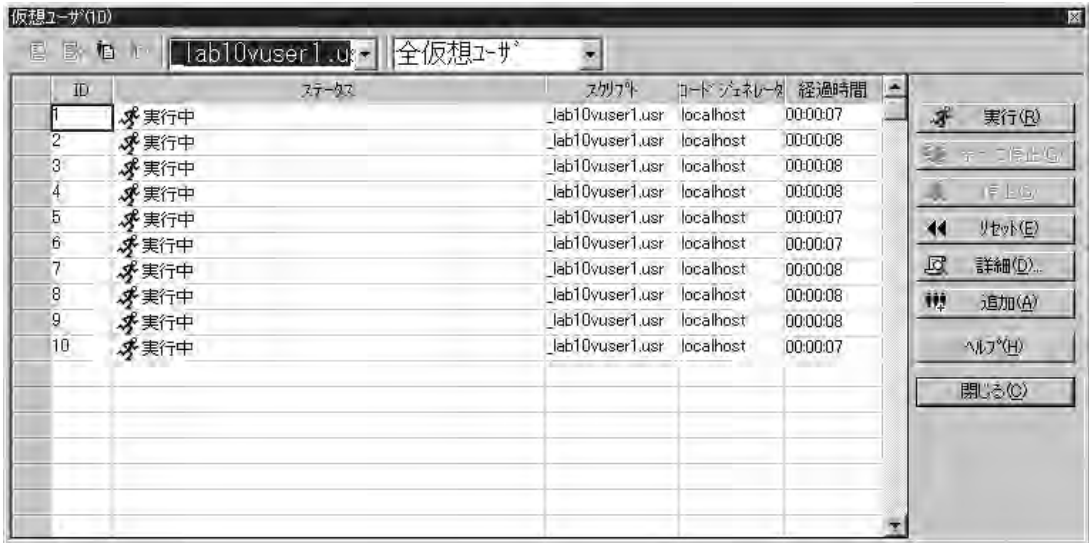 仮想ユーザ(10)
_lab10vuser1.us 全仮想ユーザ
ID ステータス スクリプト コードジェネレータ 経過時間
1 実行中 _lab10vuser1.usr localhost 00:00:07
2 実行中 _lab10vuser1.usr localhost 00:00:08
3 実行中 _lab10vuser1.usr localhost 00:00:08
4 実行中 _lab10vuser1.usr localhost 00:00:08
5 実行中 _lab10vuser1.usr localhost 00:00:07
6 実行中 _lab10vuser1.usr localhost 00:00:07
7 実行中 _lab10vuser1.usr localhost 00:00:08
8 実行中 _lab10vuser1.usr localhost 00:00:08
9 実行中 _lab10vuser1.usr localhost 00:00:08
10 実行中 _lab10vuser1.usr localhost 00:00:07
実行(R)
停止
リセット(E)
詳細(D)...
追加(A)
ヘルプ(H)
閉じる(C)